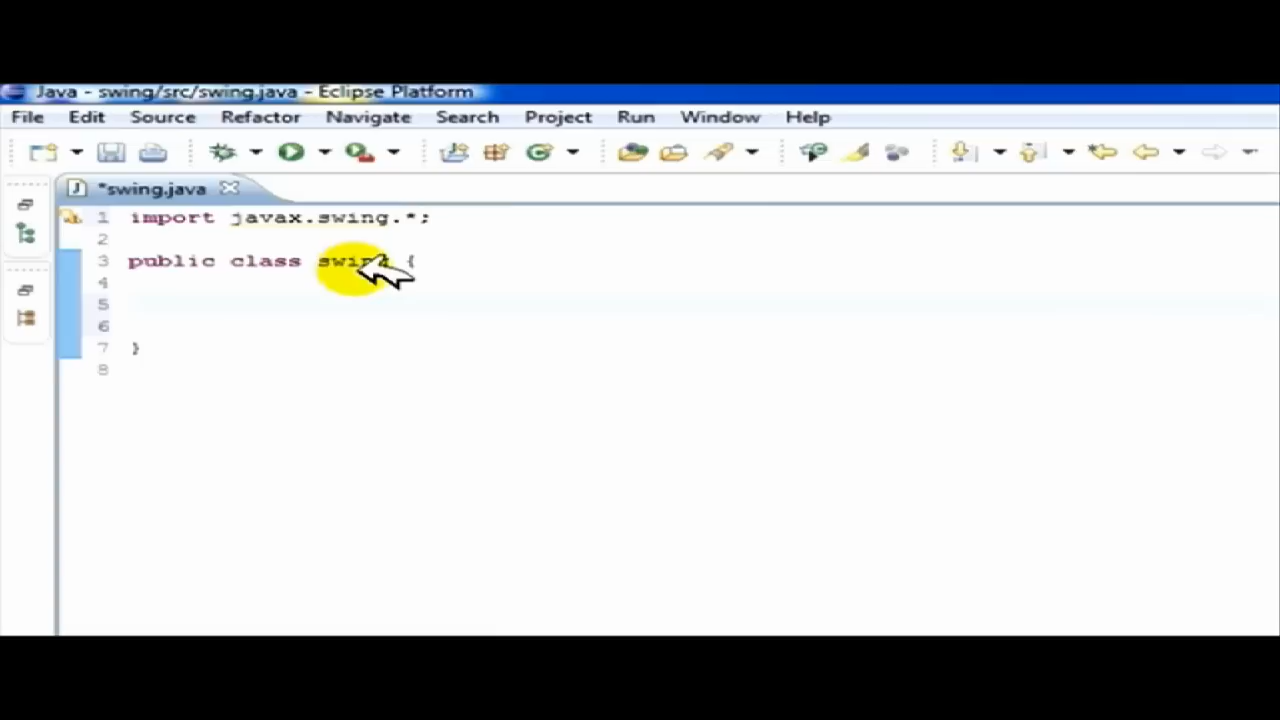 Java - swing/src/swing.java - Eclipse Platform
File Edit Source Refactor Navigate Search Project Run Window Help
*swing.java
1 import javax.swing.*;
2
3 public class swing {
4
5
6
7 }
8